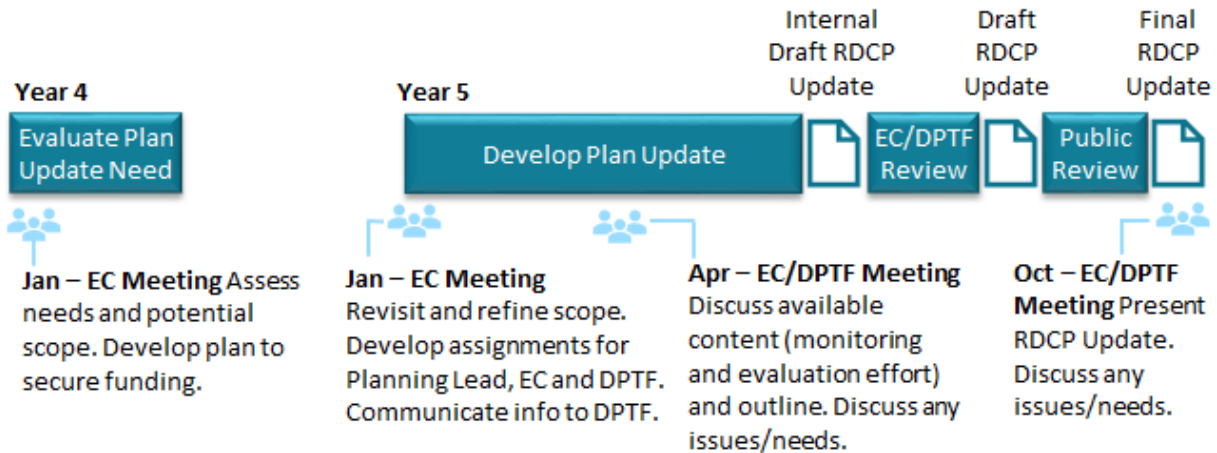 Internal
Draft RDCP
Update
Draft
RDCP
Update
Final
RDCP
Update
Year 4
Year 5
Evaluate Plan
Update Need
Develop Plan Update
EC/DPTF
Review
Public
Review
Jan – EC Meeting Assess
needs and potential
scope. Develop plan to
secure funding.
Jan – EC Meeting
Revisit and refine scope.
Develop assignments for
Planning Lead, EC and DPTF.
Communicate info to DPTF.
Apr – EC/DPTF Meeting
Discuss available
content (monitoring
and evaluation effort)
and outline. Discuss any
issues/needs.
Oct – EC/DPTF
Meeting Present
RDCP Update.
Discuss any
issues/needs.